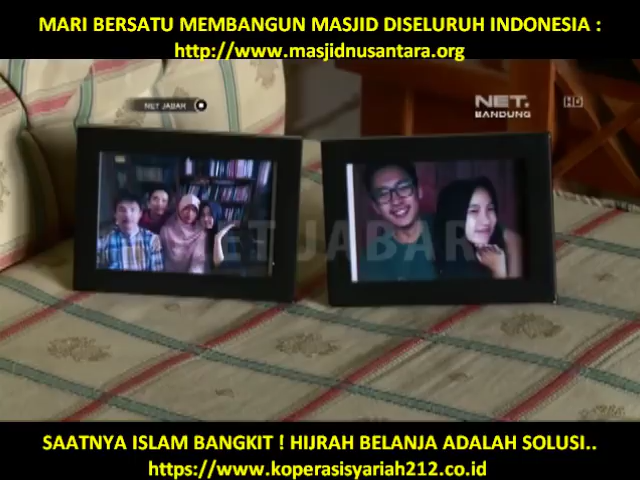 MARI BERSATU MEMBANGUN MASJID DISELURUH INDONESIA :
http://www.masjidnusantara.org
NET JABAR
NET.
BANDUNG
HD
NET JABAR
SAATNYA ISLAM BANGKIT ! HIJRAH BELANJA ADALAH SOLUSI..
https://www.koperasisyariah212.co.id